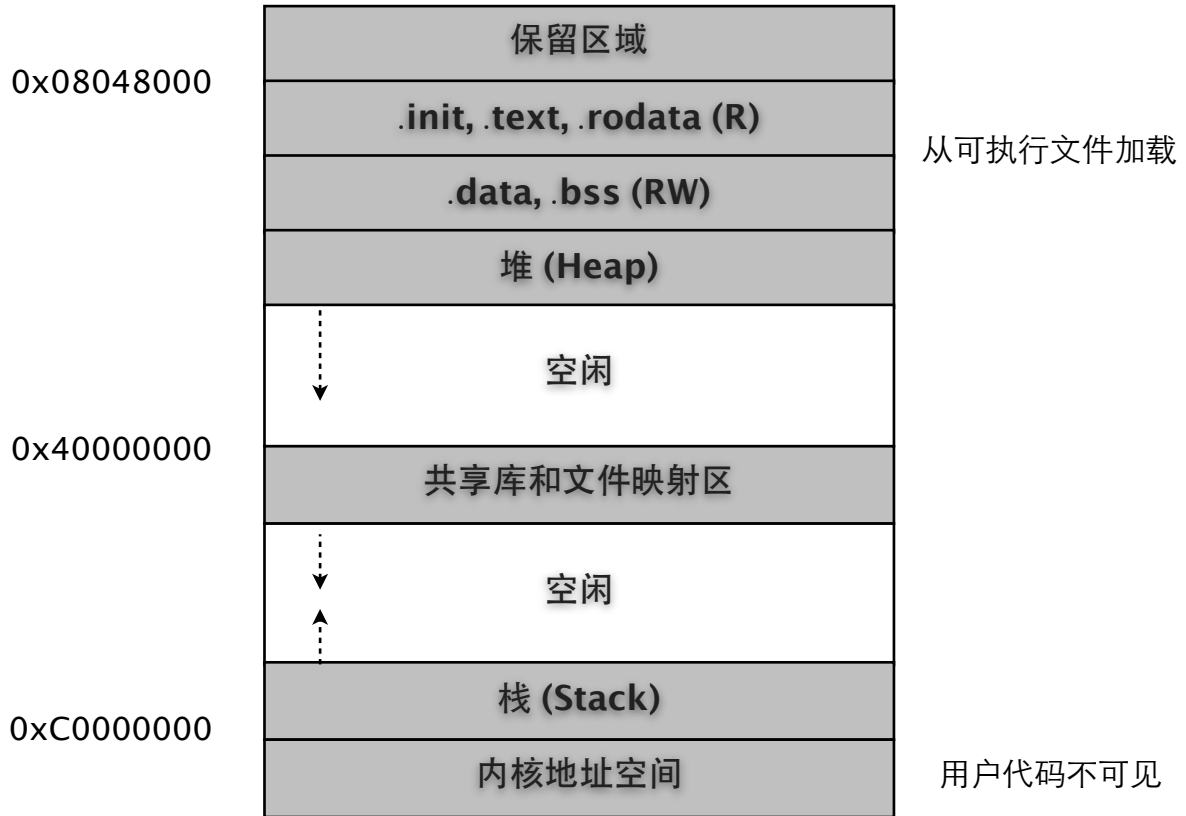 保留区域
0x08048000
.init, .text, .rodata (R)
从可执行文件加载
.data, .bss (RW)
堆 (Heap)
空闲
0x40000000
共享库和文件映射区
空闲
栈 (Stack)
0xC0000000
内核地址空间
用户代码不可见